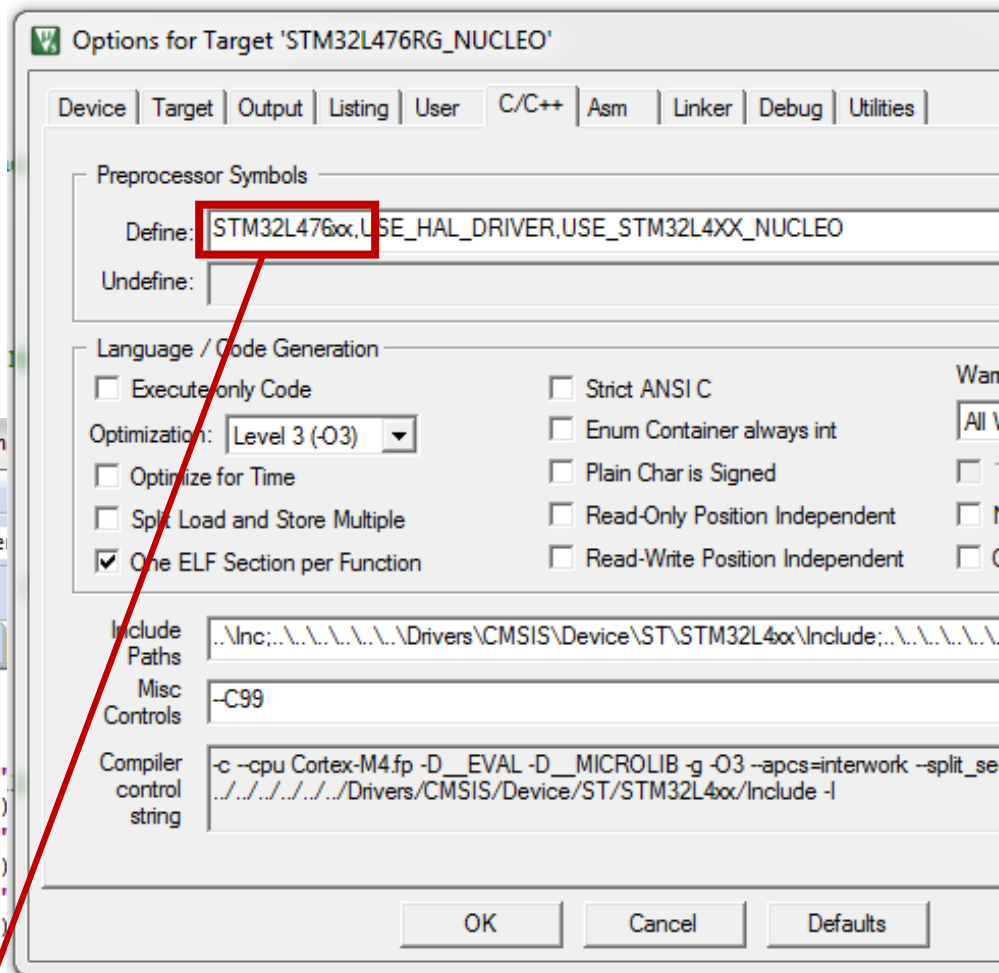 Options for Target 'STM32L476RG_NUCLEO'
Device Target Output Listing User C/C++ Asm Linker Debug Utilities
Preprocessor Symbols
Define: STM32L476xx,USE_HAL_DRIVER,USE_STM32L4XX_NUCLEO
Undefine:
Language / Code Generation
Execute-only Code
Strict ANSI C
Optimization: Level 3 (-O3)
Enum Container always int
All
Optimize for Time
Plain Char is Signed
Split Load and Store Multiple
Read-Only Position Independent
One ELF Section per Function
Read-Write Position Independent
Include Paths
..\Inc;..\..\..\..\..\..\Drivers\CMSIS\Device\ST\STM32L4xx\Include;..\..\..\..\..\.
Misc Controls
--C99
Compiler control string
-c --cpu Cortex-M4.fp -D__EVAL -D__MICROLIB -g -O3 --apcs=interwork --split_se
../../../../../../Drivers/CMSIS/Device/ST/STM32L4xx/Include -I
OK Cancel Defaults